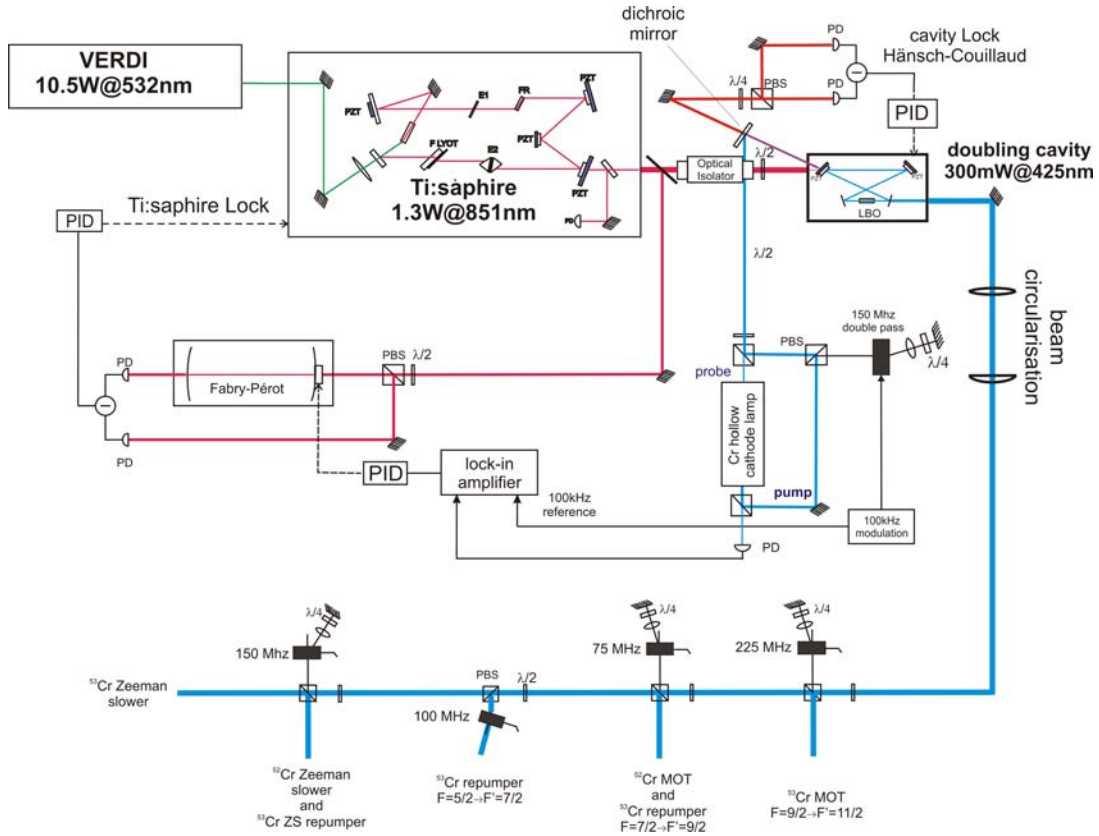 VERDI
10.5W@532nm
PZT
E1
FR
PZT
PZT
F LYOT
E2
PZT
PD
Ti:saphire
1.3W@851nm
dichroic
mirror
λ/4
PBS
PD
PD
cavity Lock
Hänsch-Couillaud
PID
Optical
Isolator
λ/2
PZT
PZT
LBO
doubling cavity
300mW@425nm
Ti:saphire Lock
PID
λ/2
beam
circularisation
150 Mhz
double pass
λ/4
PBS
probe
Cr hollow
cathode lamp
pump
PD
Fabry-Pérot
PBS
λ/2
PD
PD
PID
lock-in
amplifier
100kHz
reference
100kHz
modulation
λ/4
150 Mhz
PBS
λ/2
100 MHz
λ/4
75 MHz
λ/4
225 MHz
⁵³Cr Zeeman
slower
⁵²Cr Zeeman
slower
and
⁵³Cr ZS repumper
⁵³Cr repumper
F=5/2→F'=7/2
⁵²Cr MOT
and
⁵³Cr repumper
F=7/2→F'=9/2
⁵³Cr MOT
F=9/2→F'=11/2